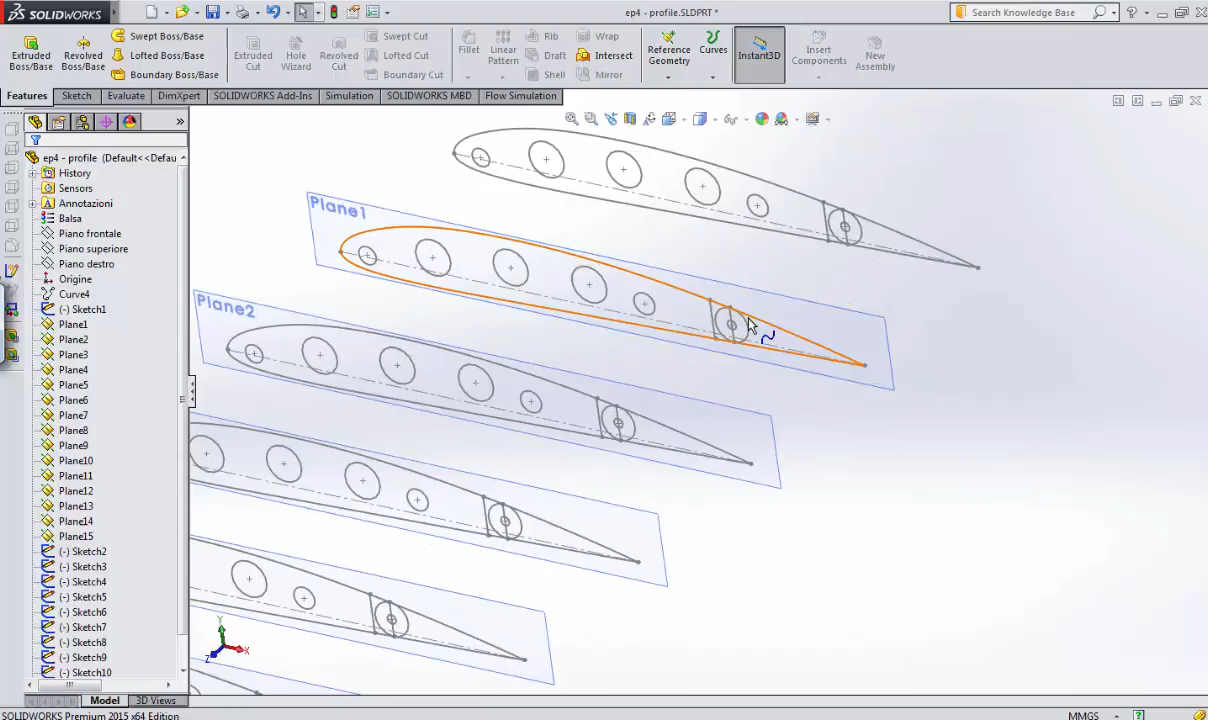 SOLIDWORKS
ep4 - profile.SLDPRT *
Search Knowledge Base
Extruded Boss/Base
Revolved Boss/Base
Swept Boss/Base
Lofted Boss/Base
Boundary Boss/Base
Extruded Cut
Hole Wizard
Revolved Cut
Swept Cut
Lofted Cut
Boundary Cut
Fillet
Linear Pattern
Rib
Draft
Shell
Wrap
Intersect
Mirror
Reference Geometry
Curves
Instant3D
Insert Components
New Assembly
Features
Sketch
Evaluate
DimXpert
SOLIDWORKS Add-Ins
Simulation
SOLIDWORKS MBD
Flow Simulation
ep4 - profile (Default<<Defau
History
Sensors
Annotazioni
Balsa
Piano frontale
Piano superiore
Piano destro
Origine
Curve4
(-) Sketch1
Plane1
Plane2
Plane3
Plane4
Plane5
Plane6
Plane7
Plane8
Plane9
Plane10
Plane11
Plane12
Plane13
Plane14
Plane15
(-) Sketch2
(-) Sketch3
(-) Sketch4
(-) Sketch5
(-) Sketch6
(-) Sketch7
(-) Sketch8
(-) Sketch9
(-) Sketch10
Plane1
Plane2
Y
X
Z
Model
3D Views
SOLIDWORKS Premium 2015 x64 Edition
MMGS